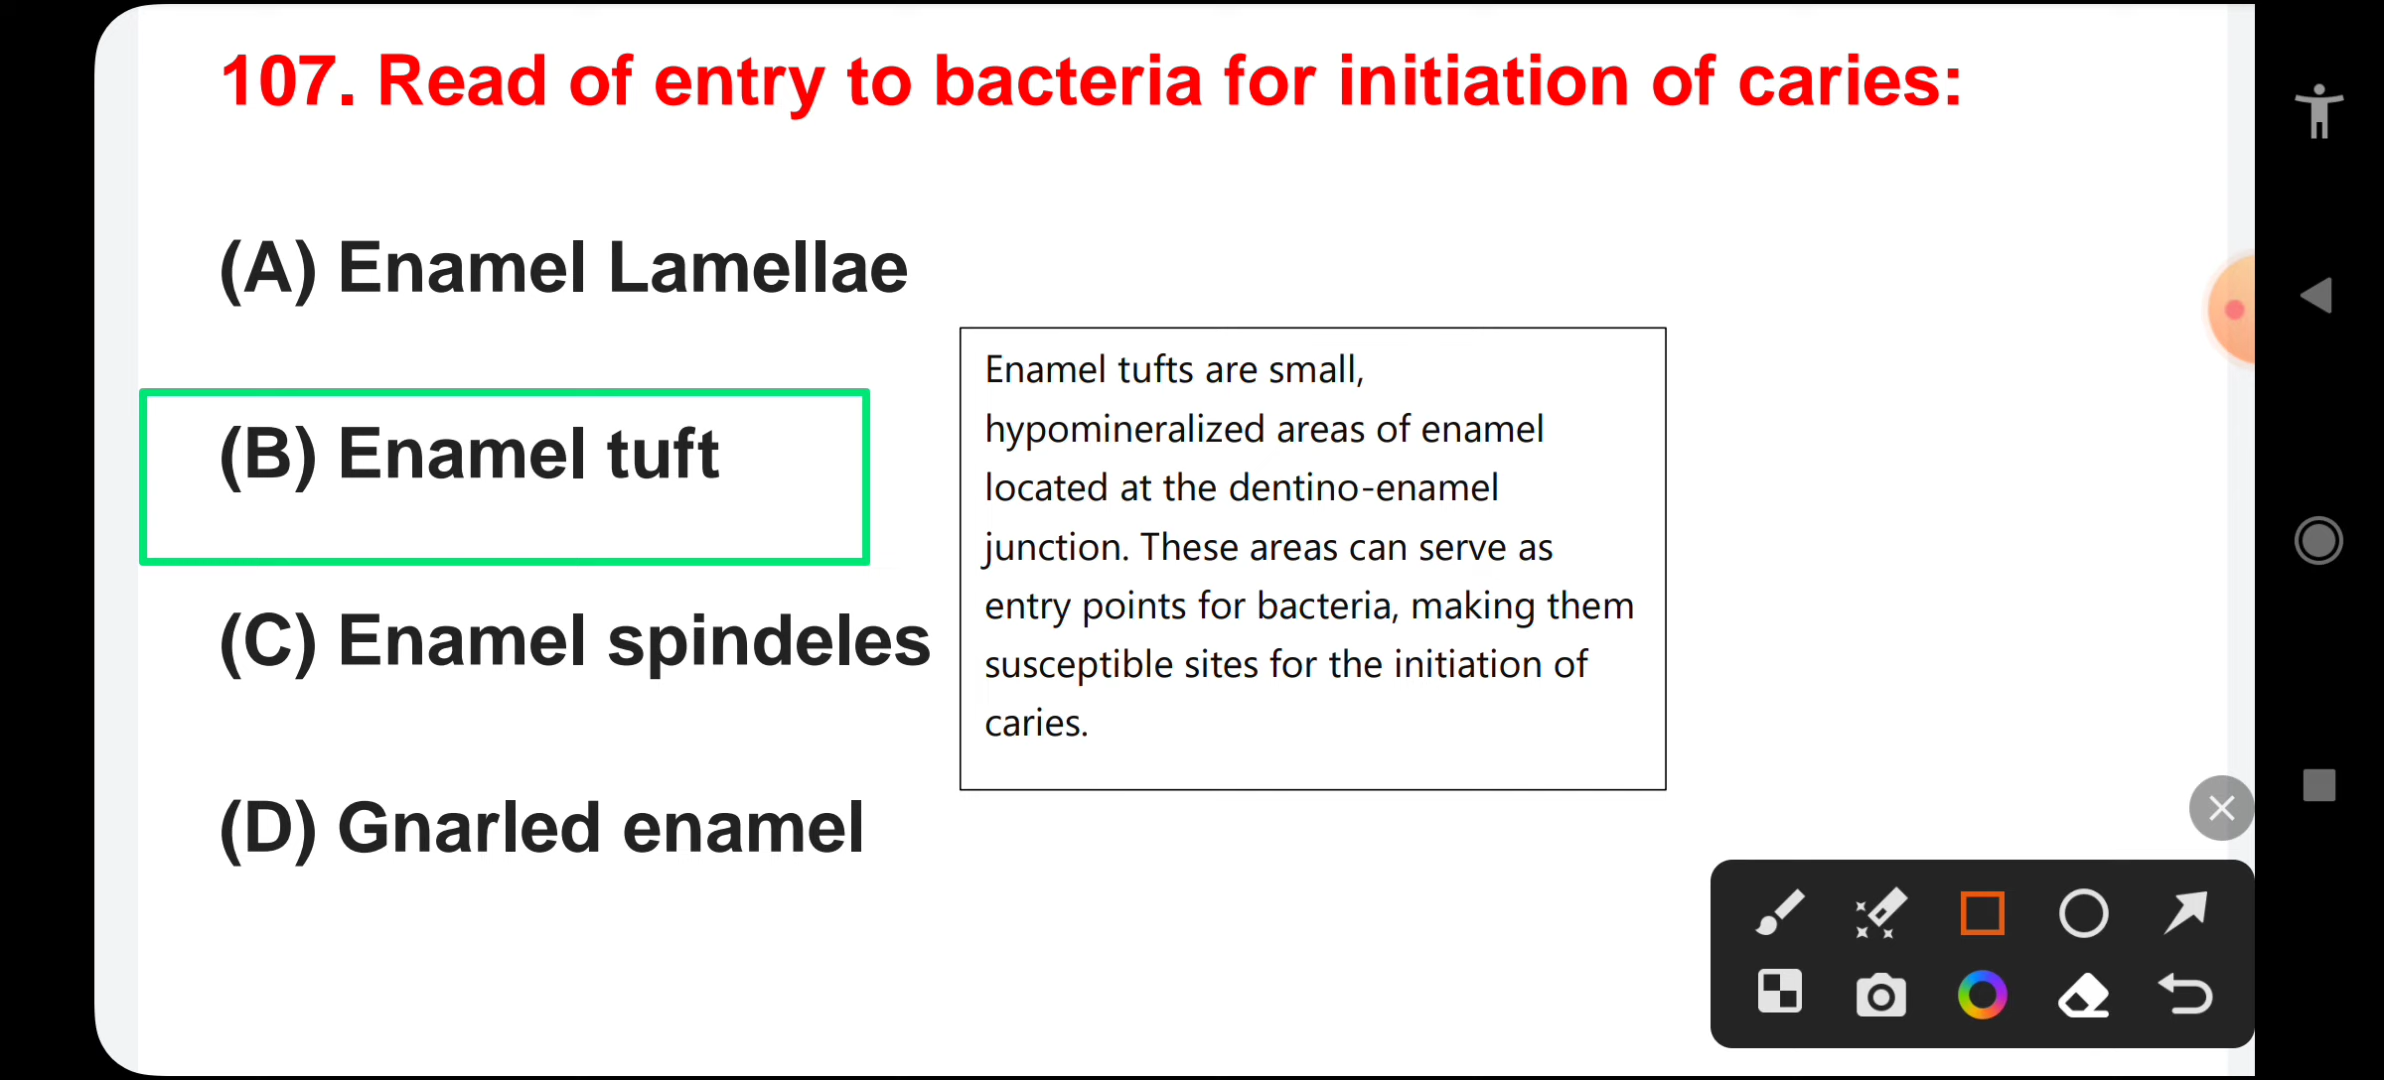 107. Read of entry to bacteria for initiation of caries:
(A) Enamel Lamellae
(B) Enamel tuft
(C) Enamel spindeles
(D) Gnarled enamel
Enamel tufts are small,
hypomineralized areas of enamel
located at the dentino-enamel
junction. These areas can serve as
entry points for bacteria, making them
susceptible sites for the initiation of
caries.